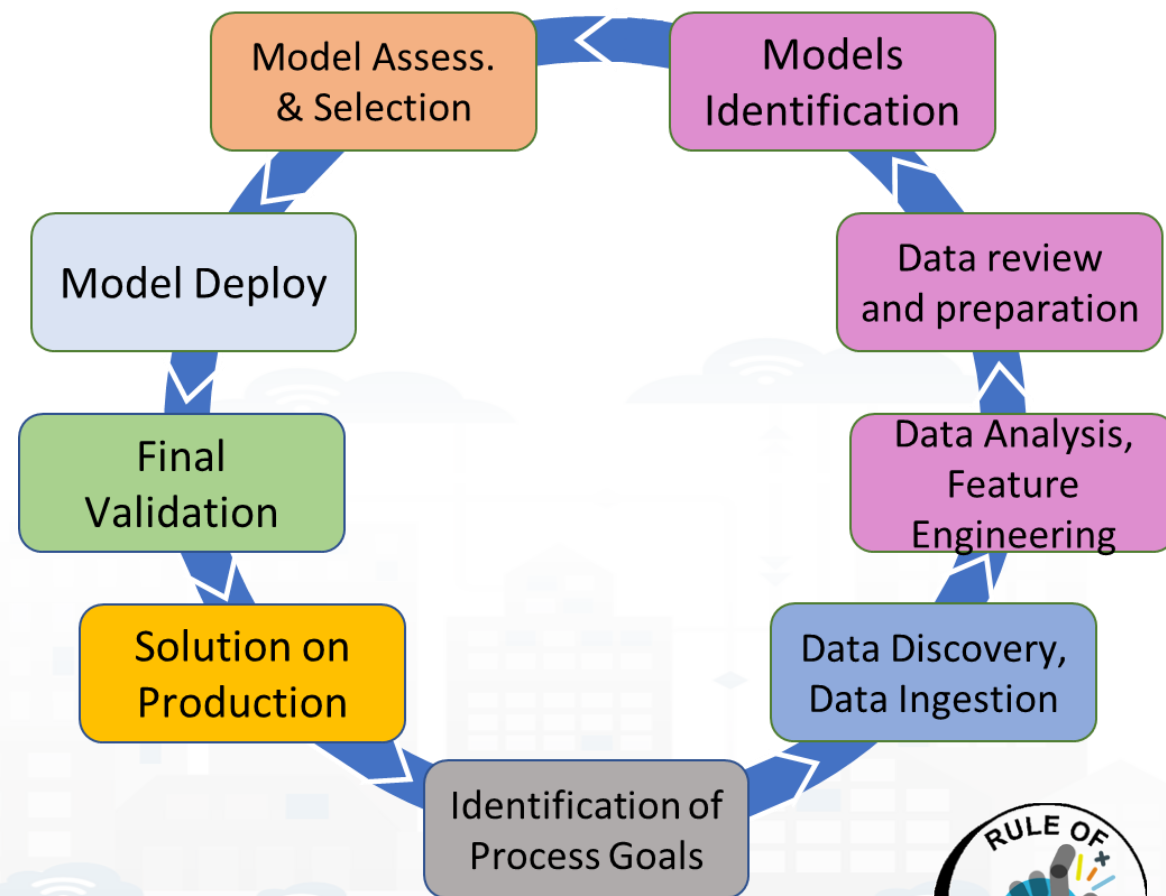 Model Assess.
& Selection
Models
Identification
Model Deploy
Data review
and preparation
Final
Validation
Data Analysis,
Feature
Engineering
Solution on
Production
Data Discovery,
Data Ingestion
Identification of
Process Goals
RULE OF